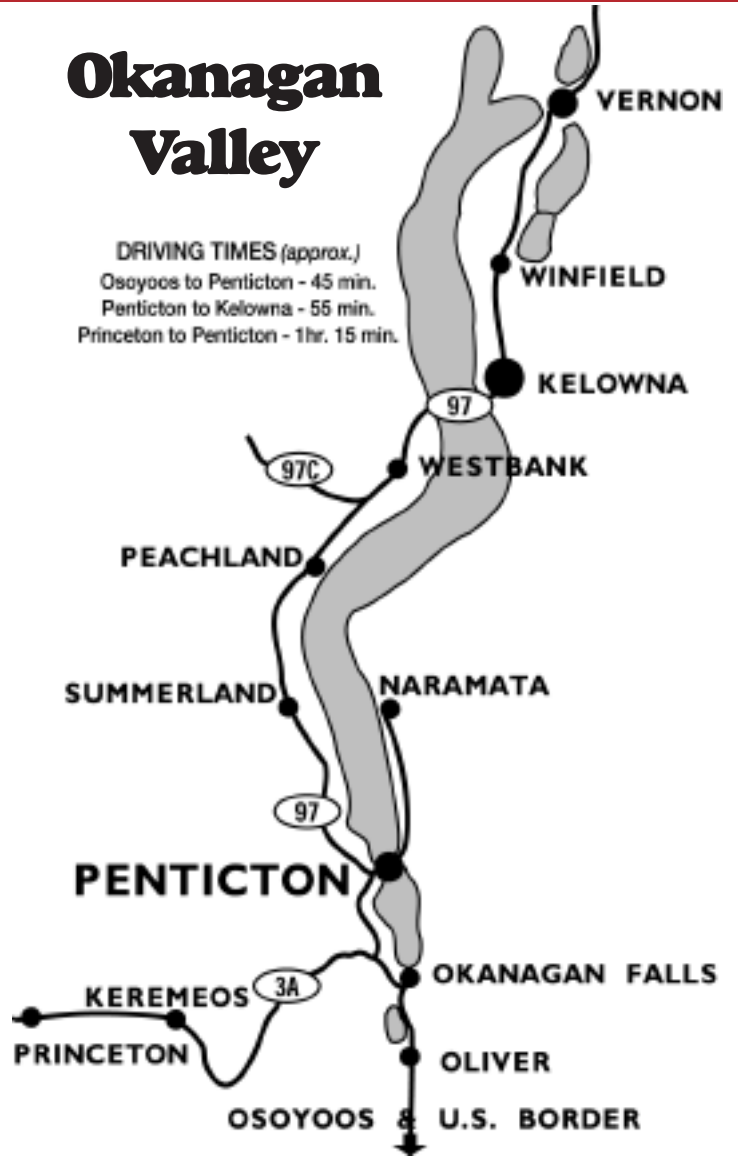 Okanagan
Valley
VERNON
DRIVING TIMES (approx.)
Osoyoos to Penticton - 45 min.
Penticton to Kelowna - 55 min.
Princeton to Penticton - 1hr. 15 min.
WINFIELD
KELOWNA
97
WESTBANK
97C
PEACHLAND
NARAMATA
SUMMERLAND
97
PENTICTON
OKANAGAN FALLS
3A
KEREMEOS
PRINCETON
OLIVER
OSOYOOS & U.S. BORDER